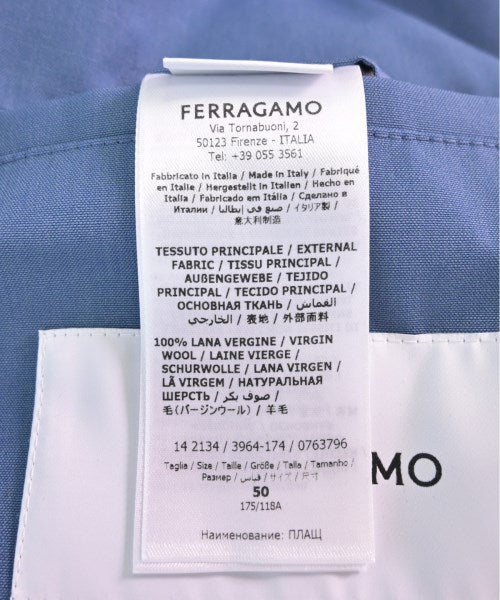 FERRAGAMO
Via Tornabuoni, 2
50123 Firenze - ITALIA
Tel: +39 055 3561
Fabbricato in Italia / Made in Italy / Fabriqué
en Italie / Hergestellt in Italien / Hecho en
Italia / Fabricado em Itália / Сделано в
Италии / صنع في إيطاليا / イタリア製 /
意大利制造
TESSUTO PRINCIPALE / EXTERNAL
FABRIC / TISSU PRINCIPAL /
AUßENGEWEBE / TEJIDO
PRINCIPAL / TECIDO PRINCIPAL /
ОСНОВНАЯ ТКАНЬ / القماش
الخارجي / 表地 / 外部面料
100% LANA VERGINE / VIRGIN
WOOL / LAINE VIERGE /
SCHURWOLLE / LANA VIRGEN /
LÃ VIRGEM / НАТУРАЛЬНАЯ
ШЕРСТЬ / صوف بكر /
毛(バージンウール) / 羊毛
14 2134 / 3964-174 / 0763796
Taglia / Size / Taille / Größe / Talla / Tamanho /
Размер / قياس / サイズ / 尺寸
50
175/118A
Наименование: ПЛАЩ
AMO